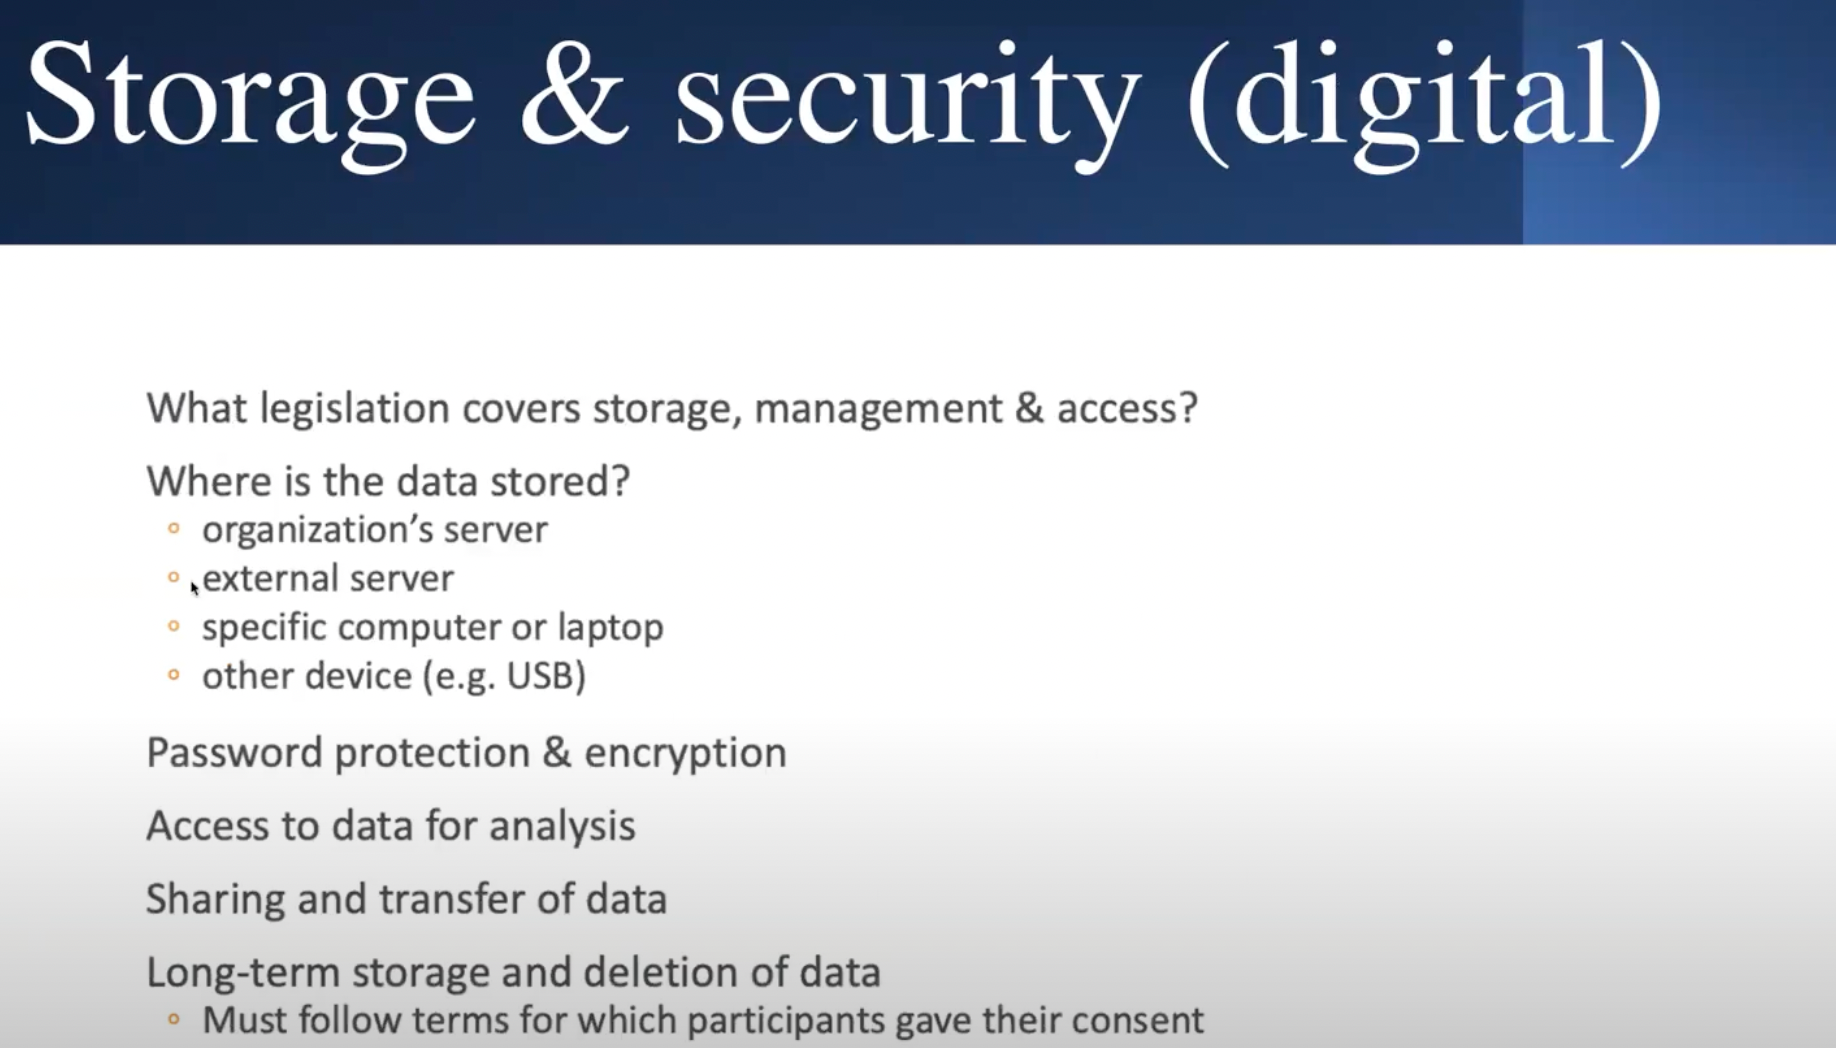 Storage & security (digital)
What legislation covers storage, management & access?
Where is the data stored?
organization's server
external server
specific computer or laptop
other device (e.g. USB)
Password protection & encryption
Access to data for analysis
Sharing and transfer of data
Long-term storage and deletion of data
Must follow terms for which participants gave their consent